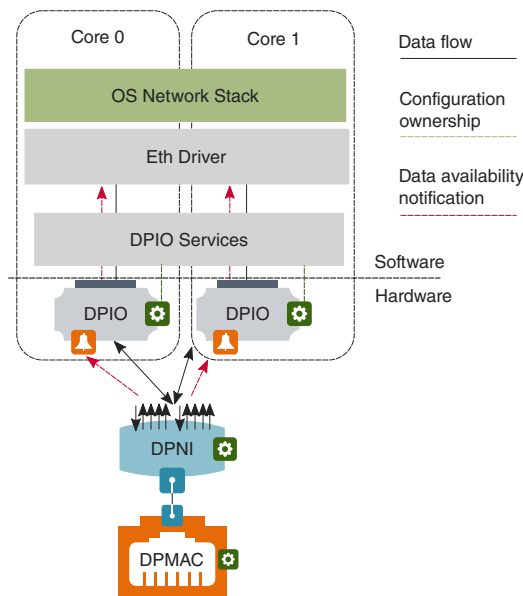 Core 0
Core 1
Data flow
OS Network Stack
Configuration
ownership
Eth Driver
Data availability
notification
DPIO Services
Software
Hardware
DPIO
DPIO
DPNI
DPMAC